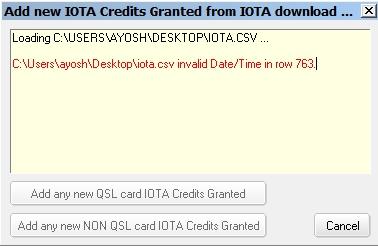 Add new IOTA Credits Granted from IOTA download ...
Loading C:\USERS\AYOSH\DESKTOP\IOTA.CSV ...
C:\Users\ayosh\Desktop\iota.csv invalid Date/Time in row 763.
Add any new QSL card IOTA Credits Granted
Add any new NON QSL card IOTA Credits Granted
Cancel